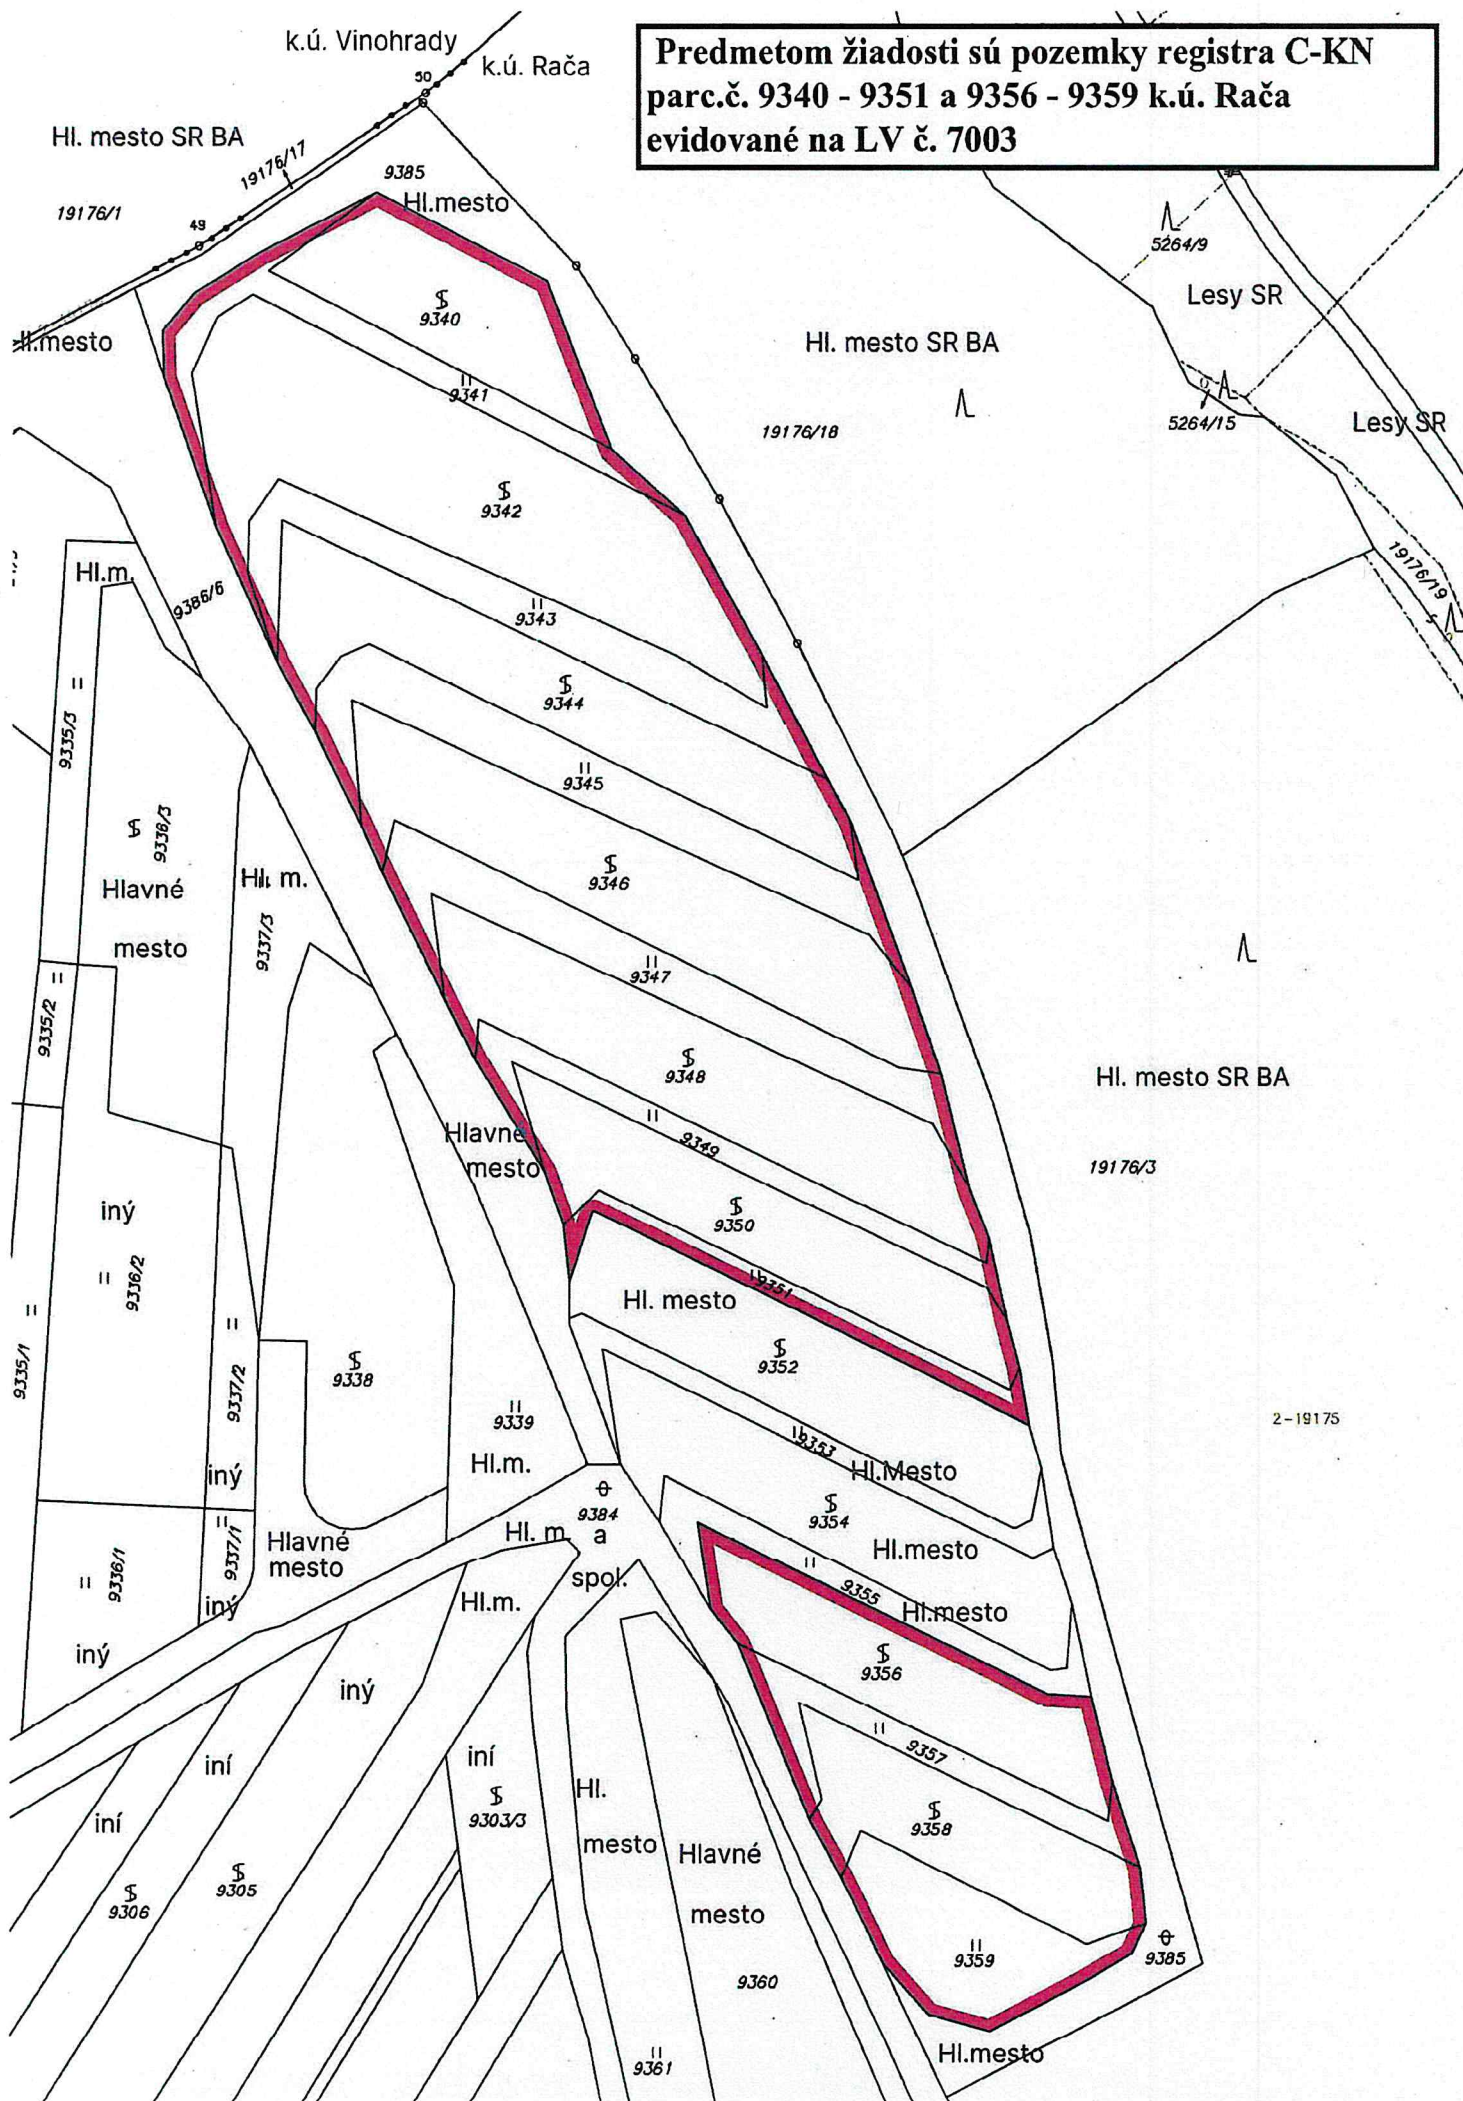 k.ú. Vinohrady
k.ú. Rača
Predmetom žiadosti sú pozemky registra C-KN
parc.č. 9340 - 9351 a 9356 - 9359 k.ú. Rača
evidované na LV č. 7003
50
Hl. mesto SR BA
19176/17
9385
Hl.mesto
19176/1
49
5264/9
Lesy SR
9340
Hl. mesto SR BA
9341
19176/18
5264/15
Lesy SR
9342
19176/19
Hl.m.
9386/6
9343
9344
9335/3
9345
9336/3
9346
Hlavné
mesto
9337/3
9347
9335/2
9348
Hl. mesto SR BA
Hlavné
mesto
9349
19176/3
iný
9350
9336/2
9351
Hl. mesto
9335/1
9338
9337/2
9352
9339
2-19175
9353
Hl.m.
Hl.Mesto
iný
9384
9354
Hl. m.
a
spol.
Hl.mesto
Hlavné
mesto
9337/1
9336/1
9355
Hl.m.
Hl.mesto
iný
iný
9356
iný
9357
iní
iní
9303/3
Hl.
mesto
9358
iní
Hlavné
mesto
9305
9306
9359
9385
9360
9361
Hl.mesto